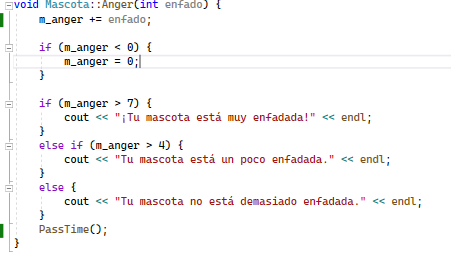 void Mascota::Anger(int enfado) {
m_anger += enfado;
if (m_anger < 0) {
m_anger = 0;
}
if (m_anger > 7) {
cout << "¡Tu mascota está muy enfadada!" << endl;
}
else if (m_anger > 4) {
cout << "Tu mascota está un poco enfadada." << endl;
}
else {
cout << "Tu mascota no está demasiado enfadada." << endl;
}
PassTime();
}